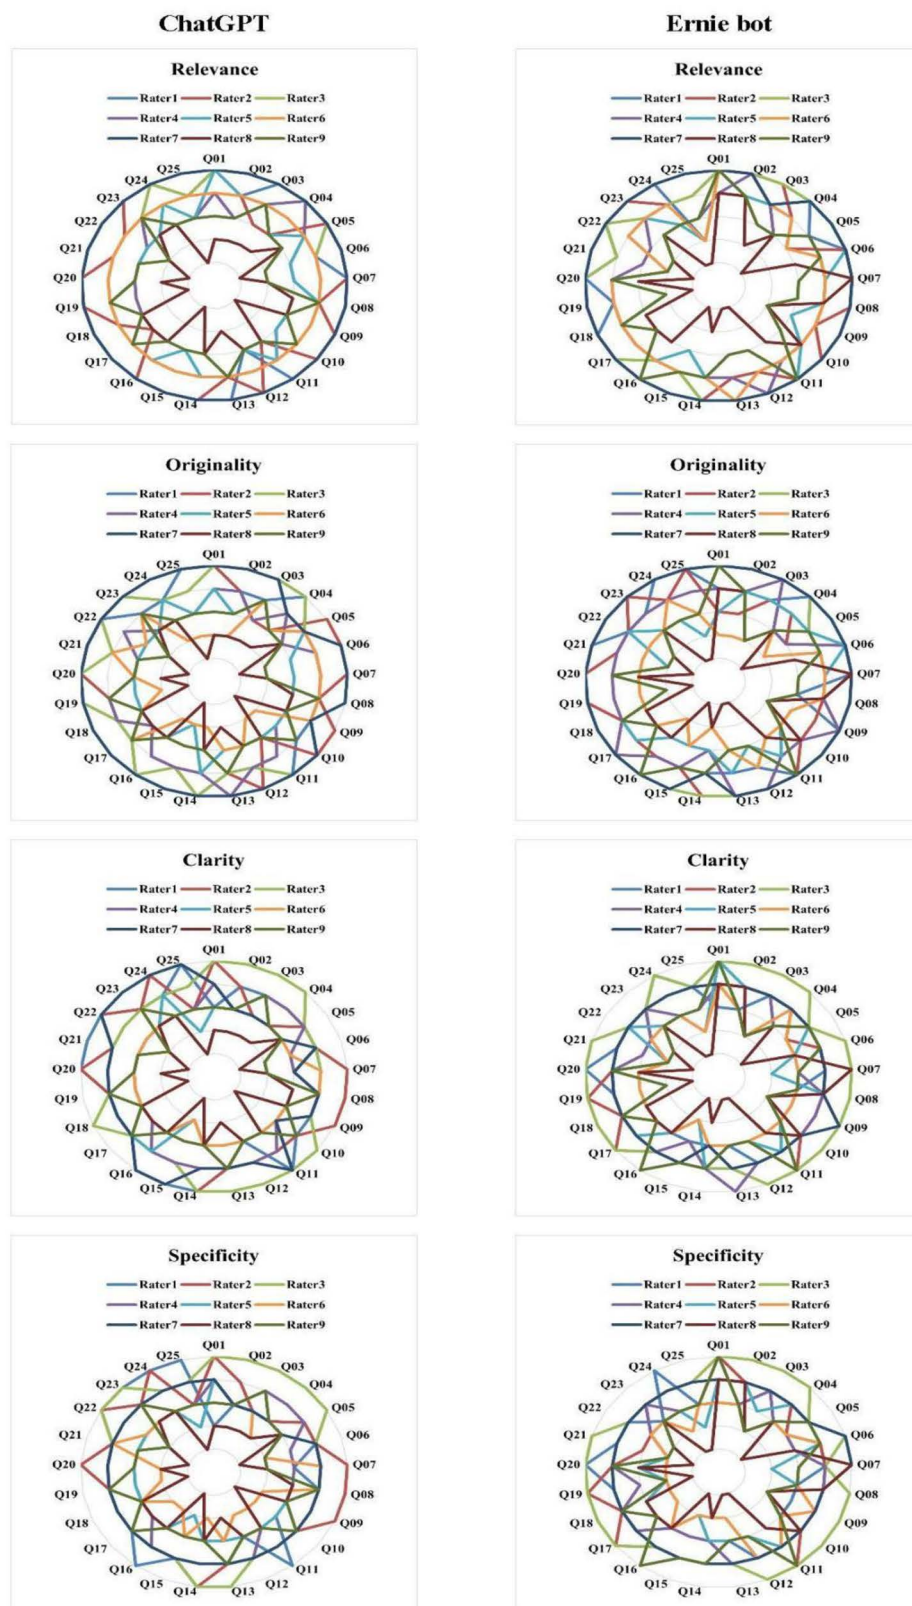 ChatGPT
Ernie bot
Relevance
Rater1 Rater2 Rater3
Rater4 Rater5 Rater6
Rater7 Rater8 Rater9
Q01
Q02
Q03
Q04
Q05
Q06
Q07
Q08
Q09
Q10
Q11
Q12
Q13
Q14
Q15
Q16
Q17
Q18
Q19
Q20
Q21
Q22
Q23
Q24
Q25
Relevance
Rater1 Rater2 Rater3
Rater4 Rater5 Rater6
Rater7 Rater8 Rater9
Q01
Q02
Q03
Q04
Q05
Q06
Q07
Q08
Q09
Q10
Q11
Q12
Q13
Q14
Q15
Q16
Q17
Q18
Q19
Q20
Q21
Q22
Q23
Q24
Q25
Originality
Rater1 Rater2 Rater3
Rater4 Rater5 Rater6
Rater7 Rater8 Rater9
Q01
Q02
Q03
Q04
Q05
Q06
Q07
Q08
Q09
Q10
Q11
Q12
Q13
Q14
Q15
Q16
Q17
Q18
Q19
Q20
Q21
Q22
Q23
Q24
Q25
Originality
Rater1 Rater2 Rater3
Rater4 Rater5 Rater6
Rater7 Rater8 Rater9
Q01
Q02
Q03
Q04
Q05
Q06
Q07
Q08
Q09
Q10
Q11
Q12
Q13
Q14
Q15
Q16
Q17
Q18
Q19
Q20
Q21
Q22
Q23
Q24
Q25
Clarity
Rater1 Rater2 Rater3
Rater4 Rater5 Rater6
Rater7 Rater8 Rater9
Q01
Q02
Q03
Q04
Q05
Q06
Q07
Q08
Q09
Q10
Q11
Q12
Q13
Q14
Q15
Q16
Q17
Q18
Q19
Q20
Q21
Q22
Q23
Q24
Q25
Clarity
Rater1 Rater2 Rater3
Rater4 Rater5 Rater6
Rater7 Rater8 Rater9
Q01
Q02
Q03
Q04
Q05
Q06
Q07
Q08
Q09
Q10
Q11
Q12
Q13
Q14
Q15
Q16
Q17
Q18
Q19
Q20
Q21
Q22
Q23
Q24
Q25
Specificity
Rater1 Rater2 Rater3
Rater4 Rater5 Rater6
Rater7 Rater8 Rater9
Q01
Q02
Q03
Q04
Q05
Q06
Q07
Q08
Q09
Q10
Q11
Q12
Q13
Q14
Q15
Q16
Q17
Q18
Q19
Q20
Q21
Q22
Q23
Q24
Q25
Specificity
Rater1 Rater2 Rater3
Rater4 Rater5 Rater6
Rater7 Rater8 Rater9
Q01
Q02
Q03
Q04
Q05
Q06
Q07
Q08
Q09
Q10
Q11
Q12
Q13
Q14
Q15
Q16
Q17
Q18
Q19
Q20
Q21
Q22
Q23
Q24
Q25